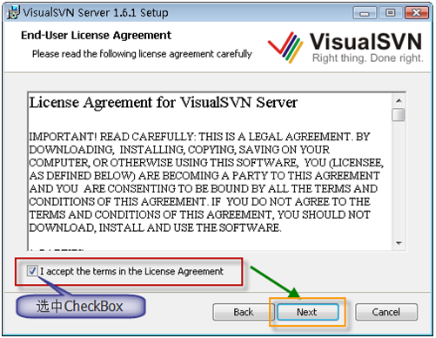 VisualSVN Server 1.6.1 Setup
End-User License Agreement
Please read the following license agreement carefully
VisualSVN
Right thing. Done right.
License Agreement for VisualSVN Server
IMPORTANT! READ CAREFULLY: THIS IS A LEGAL AGREEMENT. BY
DOWNLOADING, INSTALLING, COPYING, SAVING ON YOUR
COMPUTER, OR OTHERWISE USING THIS SOFTWARE, YOU (LICENSEE,
AS DEFINED BELOW) ARE BECOMING A PARTY TO THIS AGREEMENT
AND YOU ARE CONSENTING TO BE BOUND BY ALL THE TERMS AND
CONDITIONS OF THIS AGREEMENT. IF YOU DO NOT AGREE TO THE
TERMS AND CONDITIONS OF THIS AGREEMENT, YOU SHOULD NOT
DOWNLOAD, INSTALL AND USE THE SOFTWARE.
I accept the terms in the License Agreement
选中CheckBox
Back
Next
Cancel